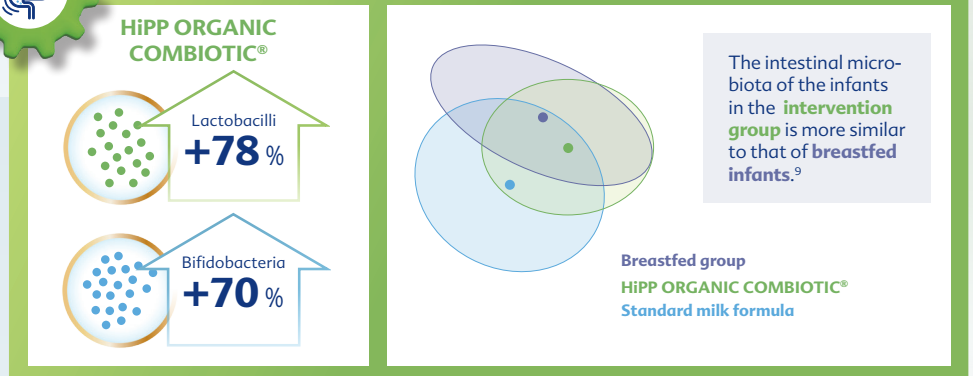 HiPP ORGANIC
COMBIOTIC®
Lactobacilli
+78 %
Bifidobacteria
+70 %
The intestinal micro-
biota of the infants
in the intervention
group is more similar
to that of breastfed
infants.9
Breastfed group
HiPP ORGANIC COMBIOTIC®
Standard milk formula